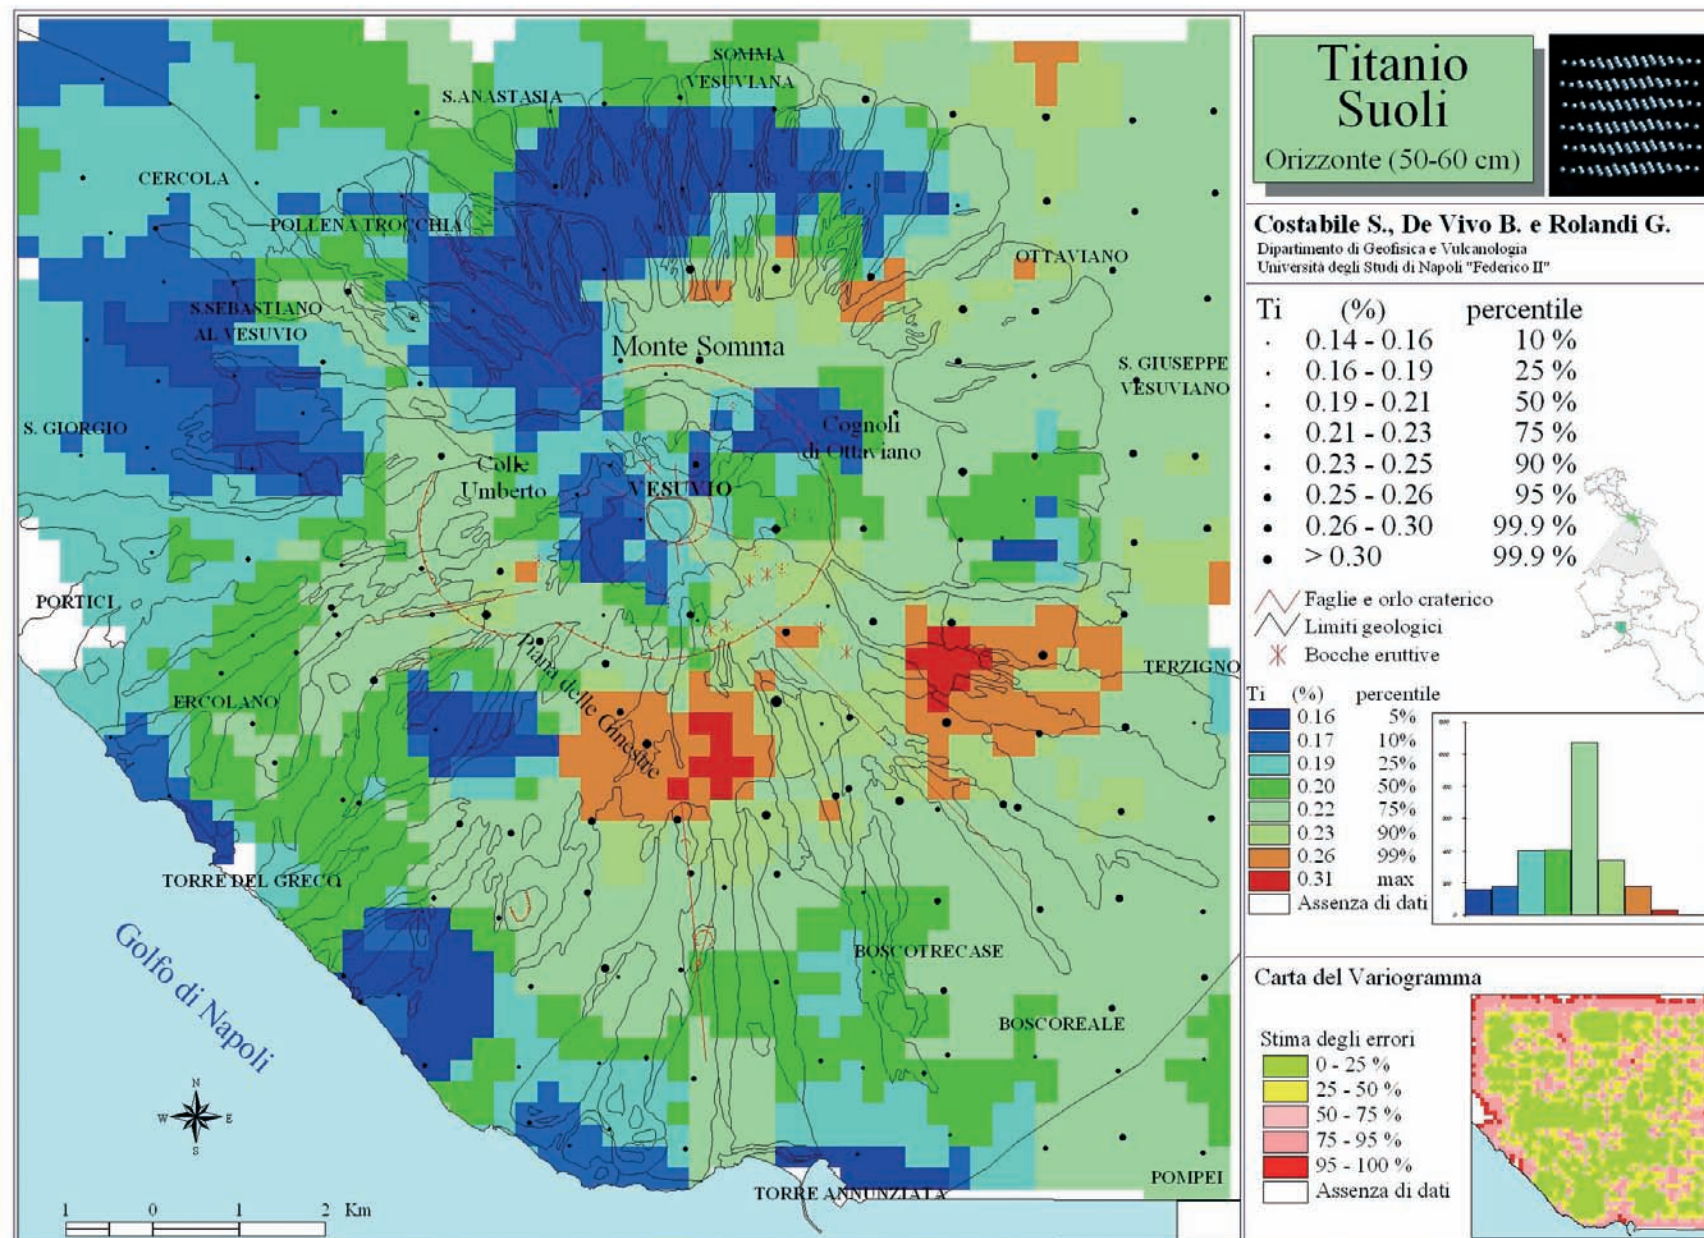 SOMMA
VESUVIANA
S.ANASTASIA
CERCOLA
POLLENA TROCCHIA
OTTAVIANO
S.SEBASTIANO
AL VESUVIO
Monte Somma
S. GIUSEPPE
VESUVIANO
S. GIORGIO
Cognoli
di Ottaviano
Colle
Umberto
VESUVIO
PORTICI
Piana delle Ginestre
TERZIGNO
ERCOLANO
TORRE DEL GRECO
Golfo di Napoli
BOSCOTRECASE
BOSCOREALE
N
W E
S
POMPEI
TORRE ANNUNZIATA
1 0 1 2 Km
Titanio
Suoli
Orizzonte (50-60 cm)
Costabile S., De Vivo B. e Rolandi G.
Dipartimento di Geofisica e Vulcanologia
Università degli Studi di Napoli "Federico II"
Ti (%) percentile
0.14 - 0.16 10 %
0.16 - 0.19 25 %
0.19 - 0.21 50 %
0.21 - 0.23 75 %
0.23 - 0.25 90 %
0.25 - 0.26 95 %
0.26 - 0.30 99.9 %
> 0.30 99.9 %
Faglie e orlo craterico
Limiti geologici
Bocche eruttive
Ti (%) percentile
0.16 5%
0.17 10%
0.19 25%
0.20 50%
0.22 75%
0.23 90%
0.26 99%
0.31 max
Assenza di dati
Carta del Variogramma
Stima degli errori
0 - 25 %
25 - 50 %
50 - 75 %
75 - 95 %
95 - 100 %
Assenza di dati